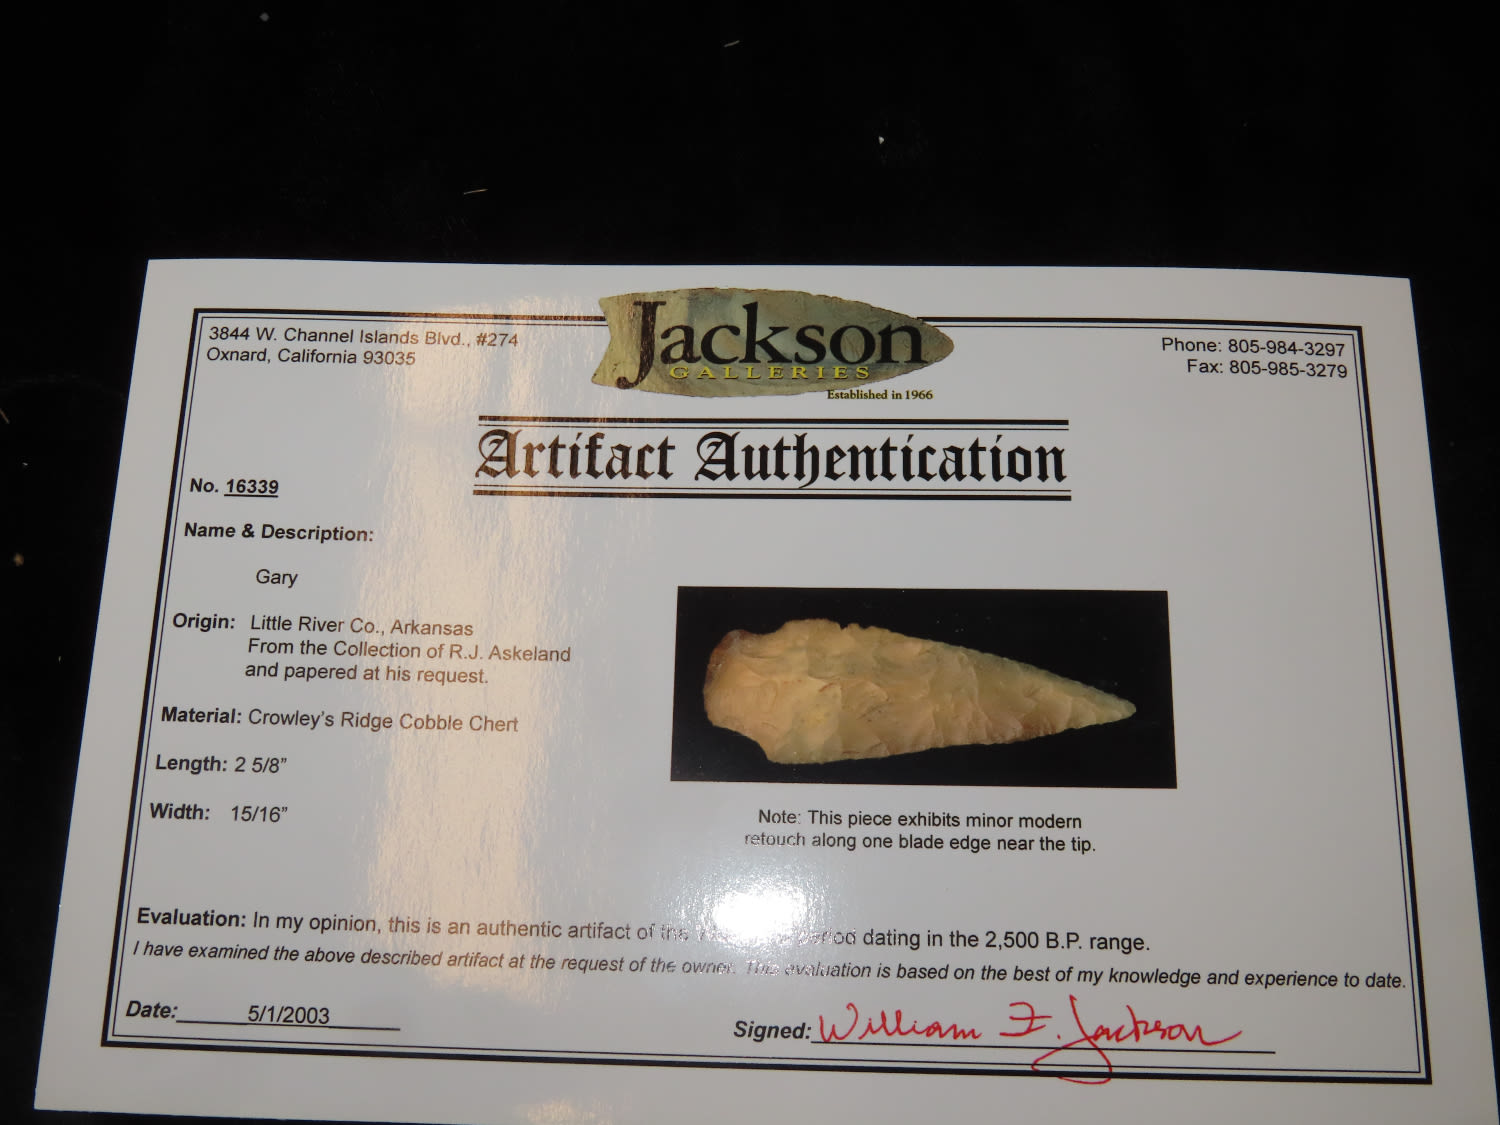 3844 W. Channel Islands Blvd., #274
Oxnard, California 93035
Jackson
GALLERIES
Established in 1966
Phone: 805-984-3297
Fax: 805-985-3279
Artifact Authentication
No. 16339
Name & Description:
Gary
Origin: Little River Co., Arkansas
From the Collection of R.J. Askeland
and papered at his request.
Material: Crowley's Ridge Cobble Chert
Length: 2 5/8”
Width: 15/16”
Note: This piece exhibits minor modern
retouch along one blade edge near the tip.
Evaluation: In my opinion, this is an authentic artifact of the period dating in the 2,500 B.P. range.
I have examined the above described artifact at the request of the owner. This evaluation is based on the best of my knowledge and experience to date.
Date: 5/1/2003
Signed: William F. Jackson